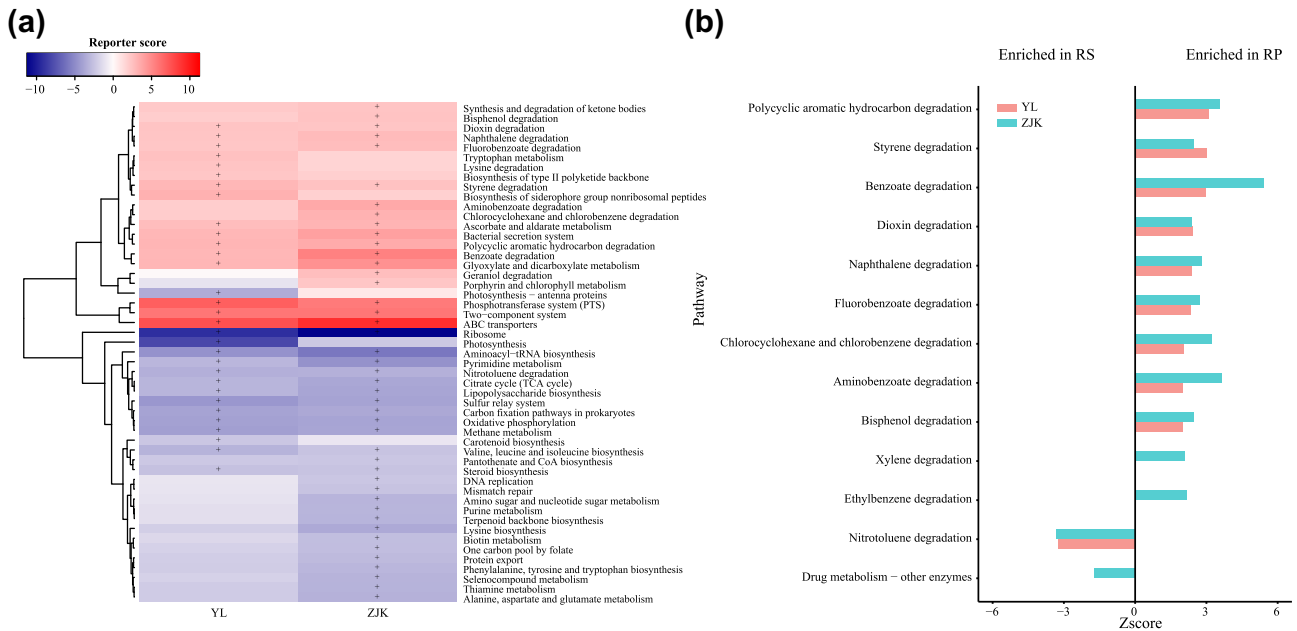 (a)
Reporter score
−10 −5 0 5 10
Synthesis and degradation of ketone bodies
Bisphenol degradation
Dioxin degradation
Naphthalene degradation
Fluorobenzoate degradation
Tryptophan metabolism
Lysine degradation
Biosynthesis of type II polyketide backbone
Styrene degradation
Biosynthesis of siderophore group nonribosomal peptides
Aminobenzoate degradation
Chlorocyclohexane and chlorobenzene degradation
Ascorbate and aldarate metabolism
Bacterial secretion system
Polycyclic aromatic hydrocarbon degradation
Benzoate degradation
Glyoxylate and dicarboxylate metabolism
Geraniol degradation
Porphyrin and chlorophyll metabolism
Photosynthesis − antenna proteins
Phosphotransferase system (PTS)
Two−component system
ABC transporters
Ribosome
Photosynthesis
Aminoacyl−tRNA biosynthesis
Pyrimidine metabolism
Nitrotoluene degradation
Citrate cycle (TCA cycle)
Lipopolysaccharide biosynthesis
Sulfur relay system
Carbon fixation pathways in prokaryotes
Oxidative phosphorylation
Methane metabolism
Carotenoid biosynthesis
Valine, leucine and isoleucine biosynthesis
Pantothenate and CoA biosynthesis
Steroid biosynthesis
DNA replication
Mismatch repair
Amino sugar and nucleotide sugar metabolism
Purine metabolism
Terpenoid backbone biosynthesis
Lysine biosynthesis
Biotin metabolism
One carbon pool by folate
Protein export
Phenylalanine, tyrosine and tryptophan biosynthesis
Selenocompound metabolism
Thiamine metabolism
Alanine, aspartate and glutamate metabolism
YL ZJK
(b)
Enriched in RS Enriched in RP
YL
ZJK
Pathway
Polycyclic aromatic hydrocarbon degradation
Styrene degradation
Benzoate degradation
Dioxin degradation
Naphthalene degradation
Fluorobenzoate degradation
Chlorocyclohexane and chlorobenzene degradation
Aminobenzoate degradation
Bisphenol degradation
Xylene degradation
Ethylbenzene degradation
Nitrotoluene degradation
Drug metabolism − other enzymes
−6 −3 0 3 6
Zscore